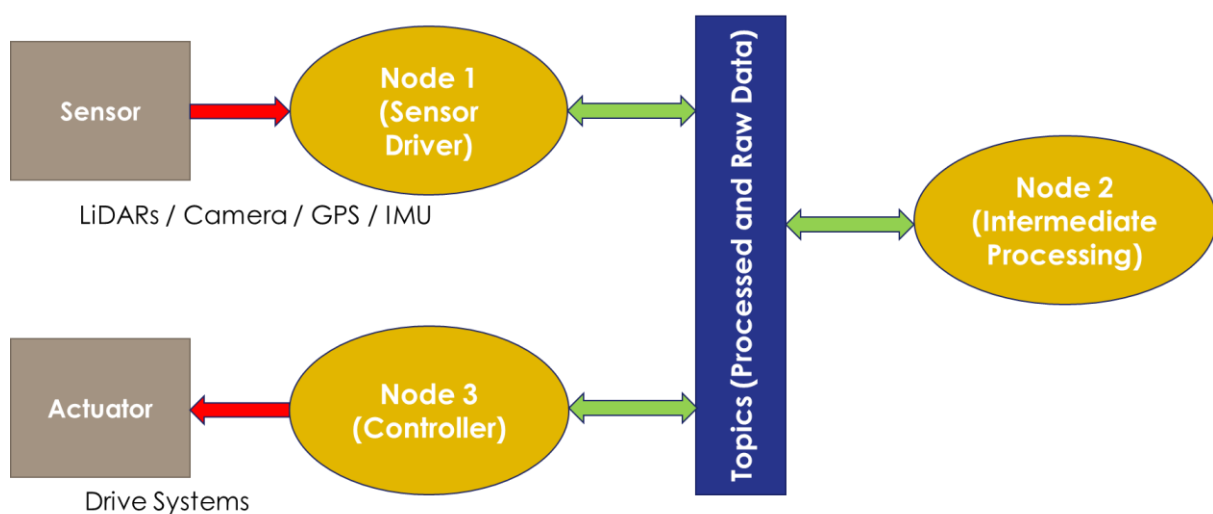 Sensor
Node 1
(Sensor
Driver)
LiDARs / Camera / GPS / IMU
Topics (Processed and Raw Data)
Node 2
(Intermediate
Processing)
Actuator
Node 3
(Controller)
Drive Systems